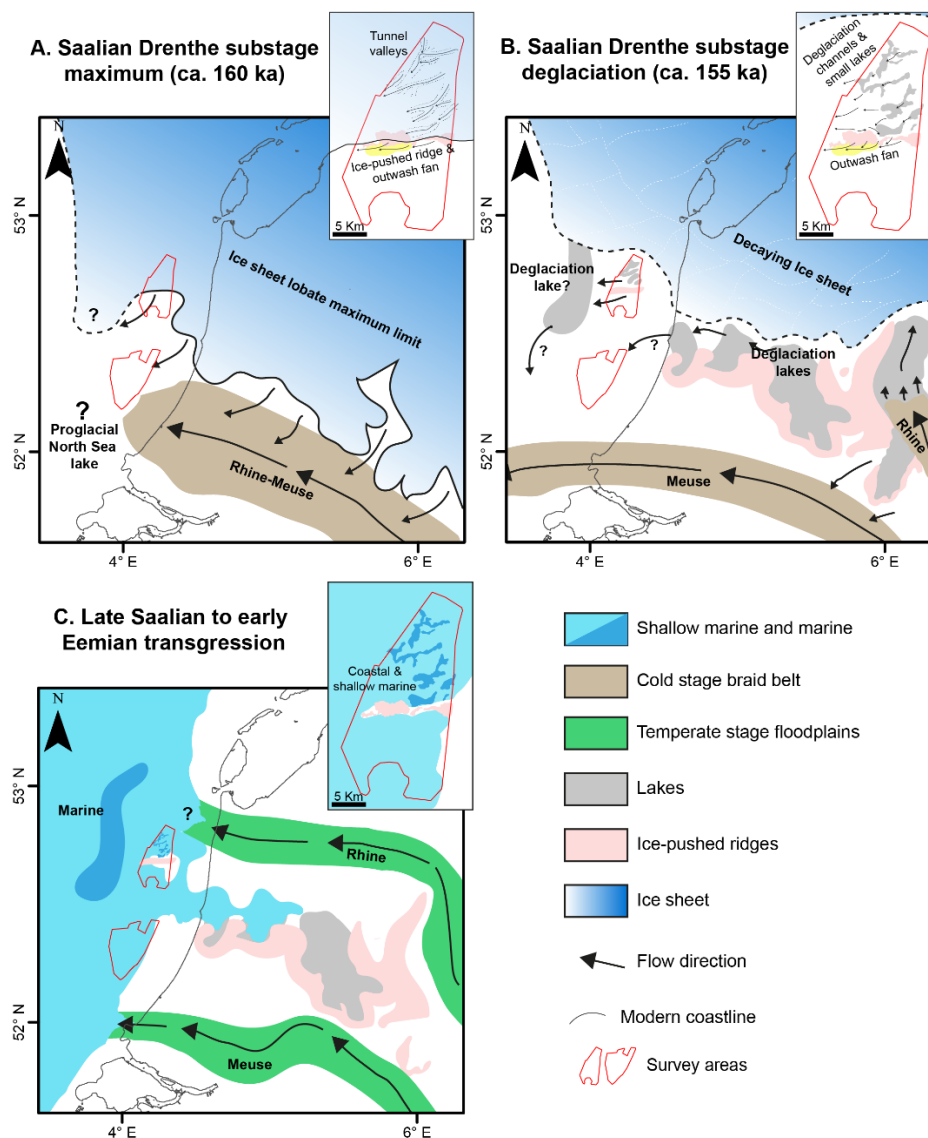 A. Saalian Drenthe substage
maximum (ca. 160 ka)
Tunnel
valleys
Ice-pushed ridge &
outwash fan
5 Km
N
53° N
52° N
Ice sheet lobate maximum limit
?
?
Proglacial
North Sea
lake
Rhine-Meuse
4° E
6° E
B. Saalian Drenthe substage
deglaciation (ca. 155 ka)
Deglaciation
channels &
small lakes
Outwash fan
5 Km
N
53° N
52° N
Decaying Ice sheet
Deglaciation
lake?
?
?
Deglaciation
lakes
Rhine
Meuse
4° E
6° E
C. Late Saalian to early
Eemian transgression
Coastal &
shallow marine
5 Km
N
53° N
52° N
Marine
?
Rhine
Meuse
4° E
6° E
Shallow marine and marine
Cold stage braid belt
Temperate stage floodplains
Lakes
Ice-pushed ridges
Ice sheet
Flow direction
Modern coastline
Survey areas